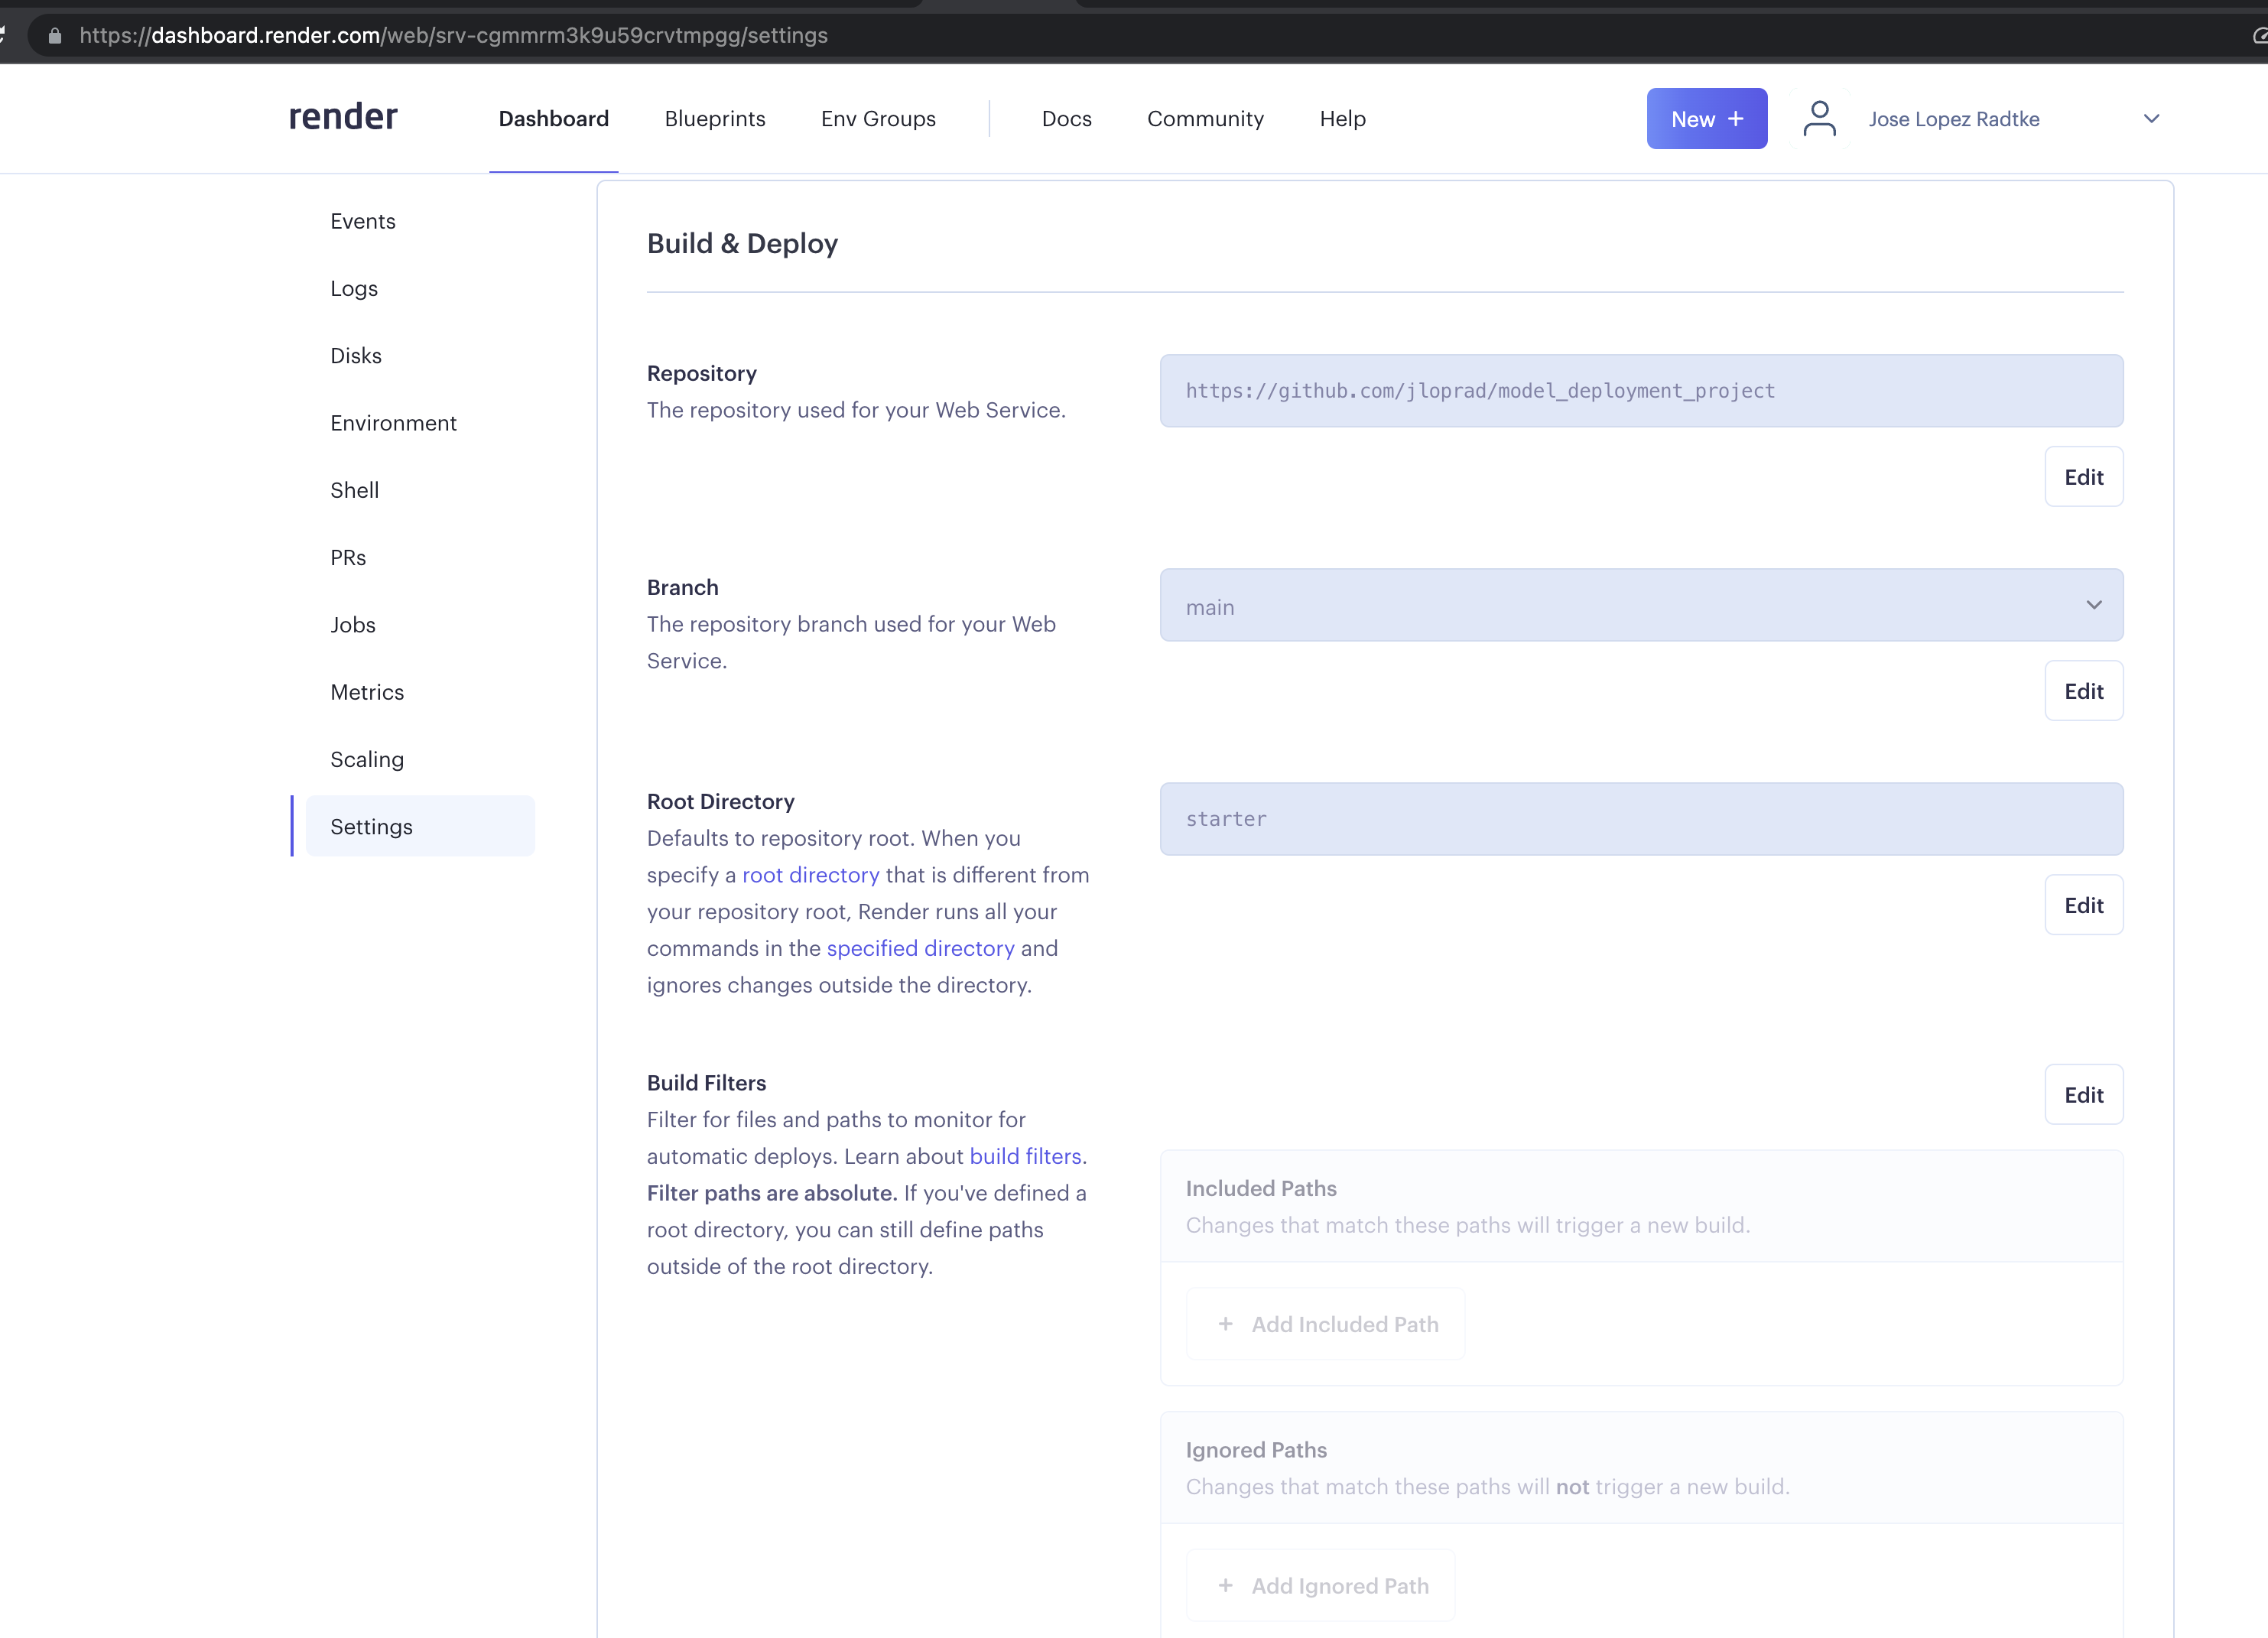 https://dashboard.render.com/web/srv-cgmmrm3k9u59crvtmpgg/settings
render
Dashboard
Blueprints
Env Groups
Docs
Community
Help
New +
Jose Lopez Radtke
Events
Logs
Disks
Environment
Shell
PRs
Jobs
Metrics
Scaling
Settings
Build & Deploy
Repository
The repository used for your Web Service.
https://github.com/jloprad/model_deployment_project
Edit
Branch
The repository branch used for your Web
Service.
main
Edit
Root Directory
Defaults to repository root. When you
specify a root directory that is different from
your repository root, Render runs all your
commands in the specified directory and
ignores changes outside the directory.
starter
Edit
Build Filters
Filter for files and paths to monitor for
automatic deploys. Learn about build filters.
Filter paths are absolute. If you've defined a
root directory, you can still define paths
outside of the root directory.
Edit
Included Paths
Changes that match these paths will trigger a new build.
+ Add Included Path
Ignored Paths
Changes that match these paths will not trigger a new build.
+ Add Ignored Path